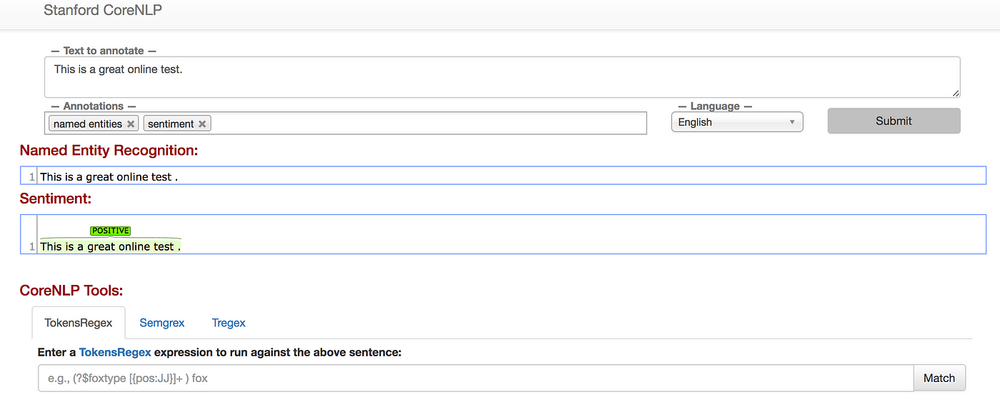 Stanford CoreNLP
— Text to annotate —
This is a great online test.
— Annotations — — Language —
named entities × sentiment × English ▼ Submit
Named Entity Recognition:
1 This is a great online test .
Sentiment:
POSITIVE
1 This is a great online test .
CoreNLP Tools:
TokensRegex Semgrex Tregex
Enter a TokensRegex expression to run against the above sentence:
e.g., (?$foxtype [{pos:JJ}]+ ) fox Match